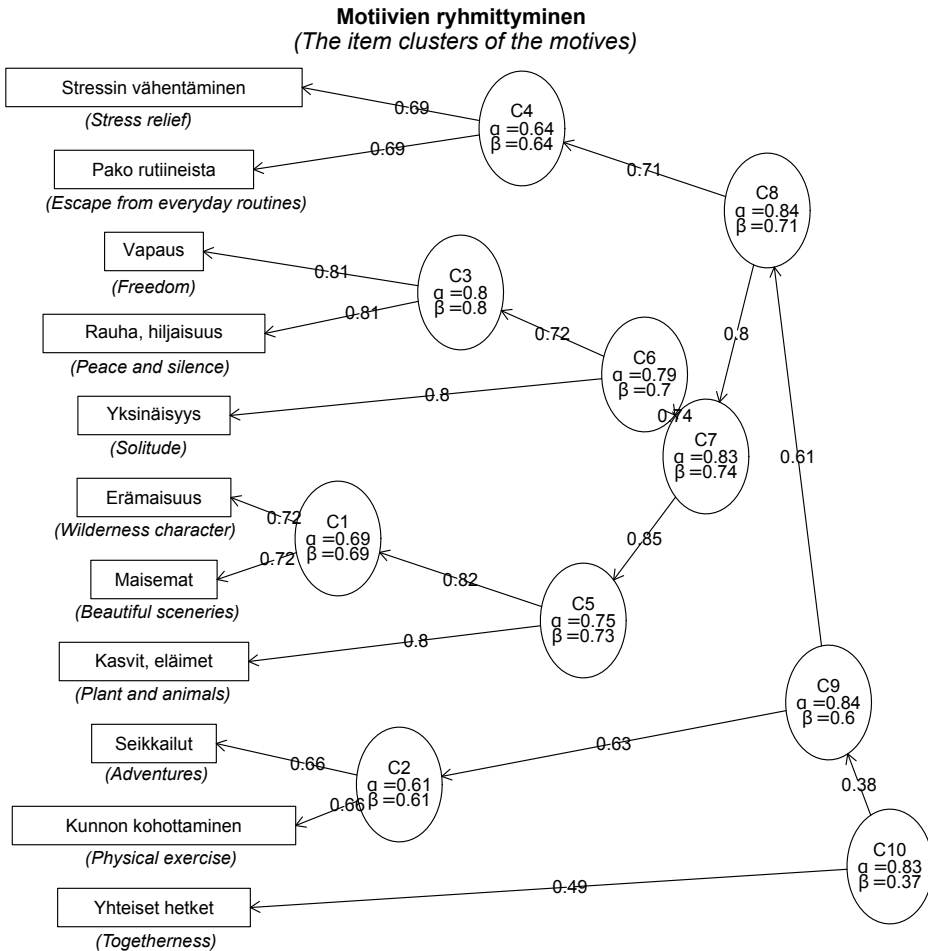 Motiivien ryhmittyminen
(The item clusters of the motives)
Stressin vähentäminen
(Stress relief)
0.69
C4
α =0.64
β =0.64
Pako rutiineista
(Escape from everyday routines)
0.69
0.71
C8
α =0.84
β =0.71
Vapaus
(Freedom)
0.81
C3
α =0.8
β =0.8
Rauha, hiljaisuus
(Peace and silence)
0.81
0.72
C6
α =0.79
β =0.7
0.8
Yksinäisyys
(Solitude)
0.8
0.74
C7
α =0.83
β =0.74
0.61
Erämaisuus
(Wilderness character)
0.72
C1
α =0.69
β =0.69
0.85
Maisemat
(Beautiful sceneries)
0.72
0.82
C5
α =0.75
β =0.73
Kasvit, eläimet
(Plant and animals)
0.8
C9
α =0.84
β =0.6
Seikkailut
(Adventures)
0.66
C2
α =0.61
β =0.61
0.63
0.38
Kunnon kohottaminen
(Physical exercise)
0.66
C10
α =0.83
β =0.37
Yhteiset hetket
(Togetherness)
0.49